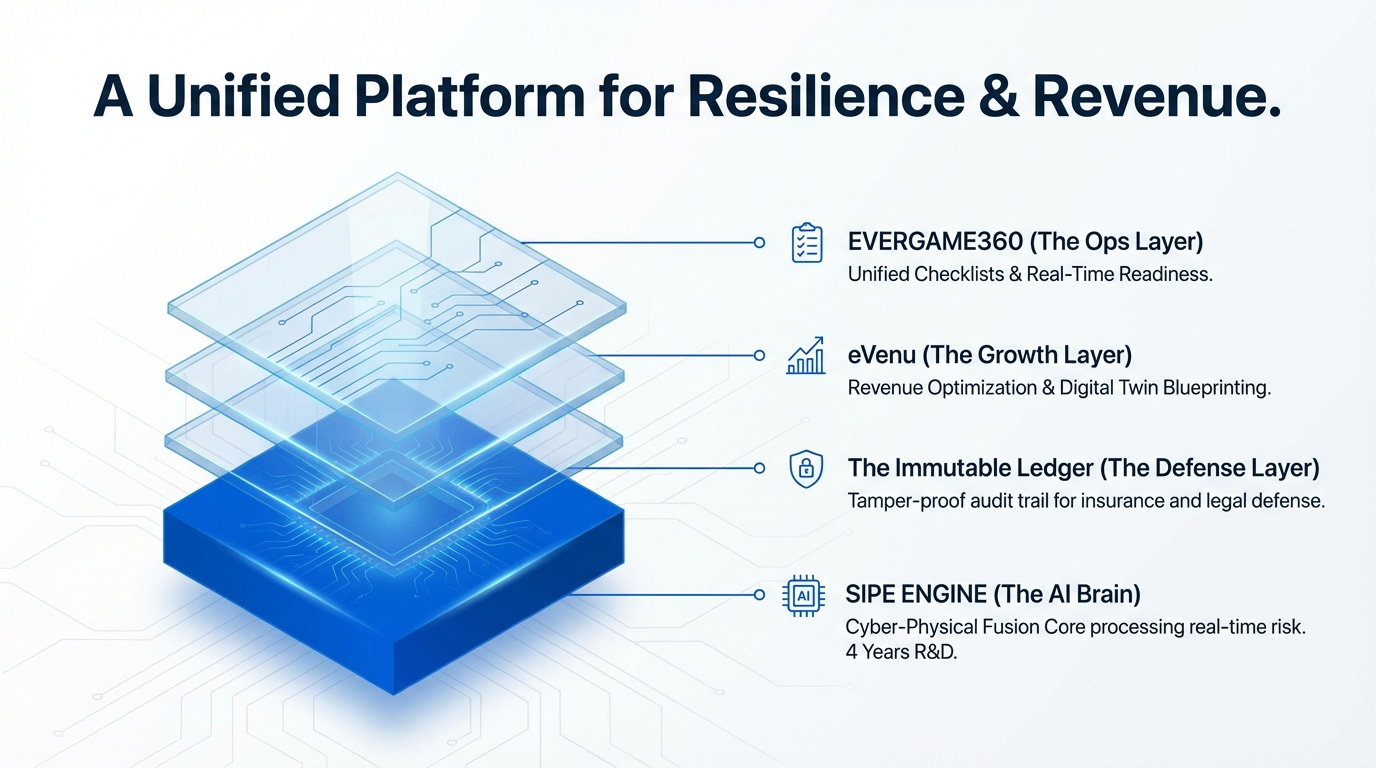 A Unified Platform for Resilience & Revenue.
EVERGAME360 (The Ops Layer)
Unified Checklists & Real-Time Readiness.
eVenu (The Growth Layer)
Revenue Optimization & Digital Twin Blueprinting.
The Immutable Ledger (The Defense Layer)
Tamper-proof audit trail for insurance and legal defense.
AI
SIPE ENGINE (The AI Brain)
Cyber-Physical Fusion Core processing real-time risk.
4 Years R&D.